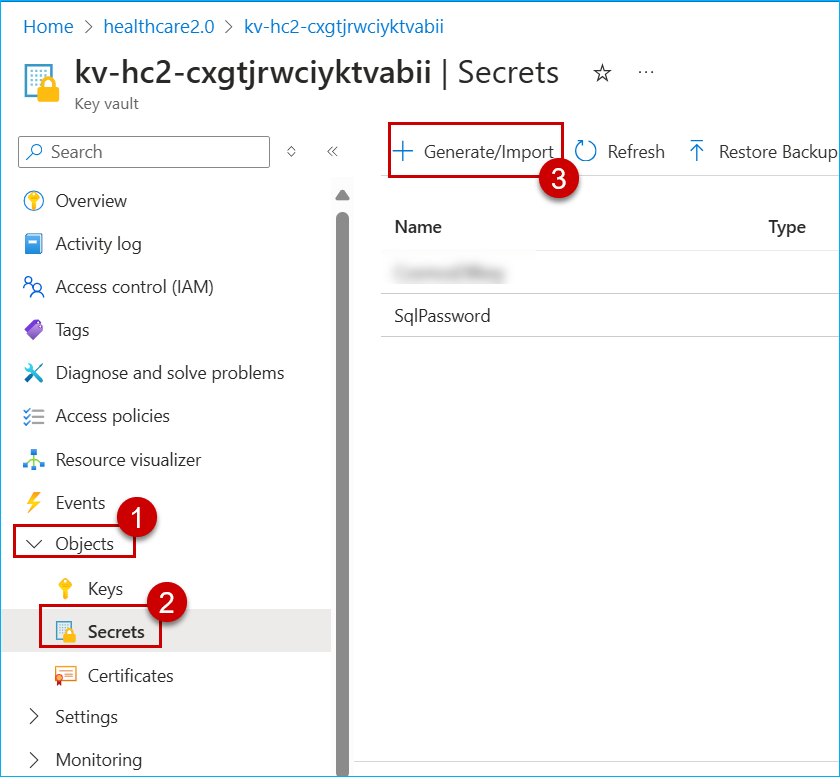 Home > healthcare2.0 > kv-hc2-cxgtjrwciyktvabii
kv-hc2-cxgtjrwciyktvabii | Secrets
Key vault
Search
Generate/Import
Refresh
Restore Backup
3
Name
Type
SqlPassword
Overview
Activity log
Access control (IAM)
Tags
Diagnose and solve problems
Access policies
Resource visualizer
Events
1
Objects
Keys
2
Secrets
Certificates
Settings
Monitoring